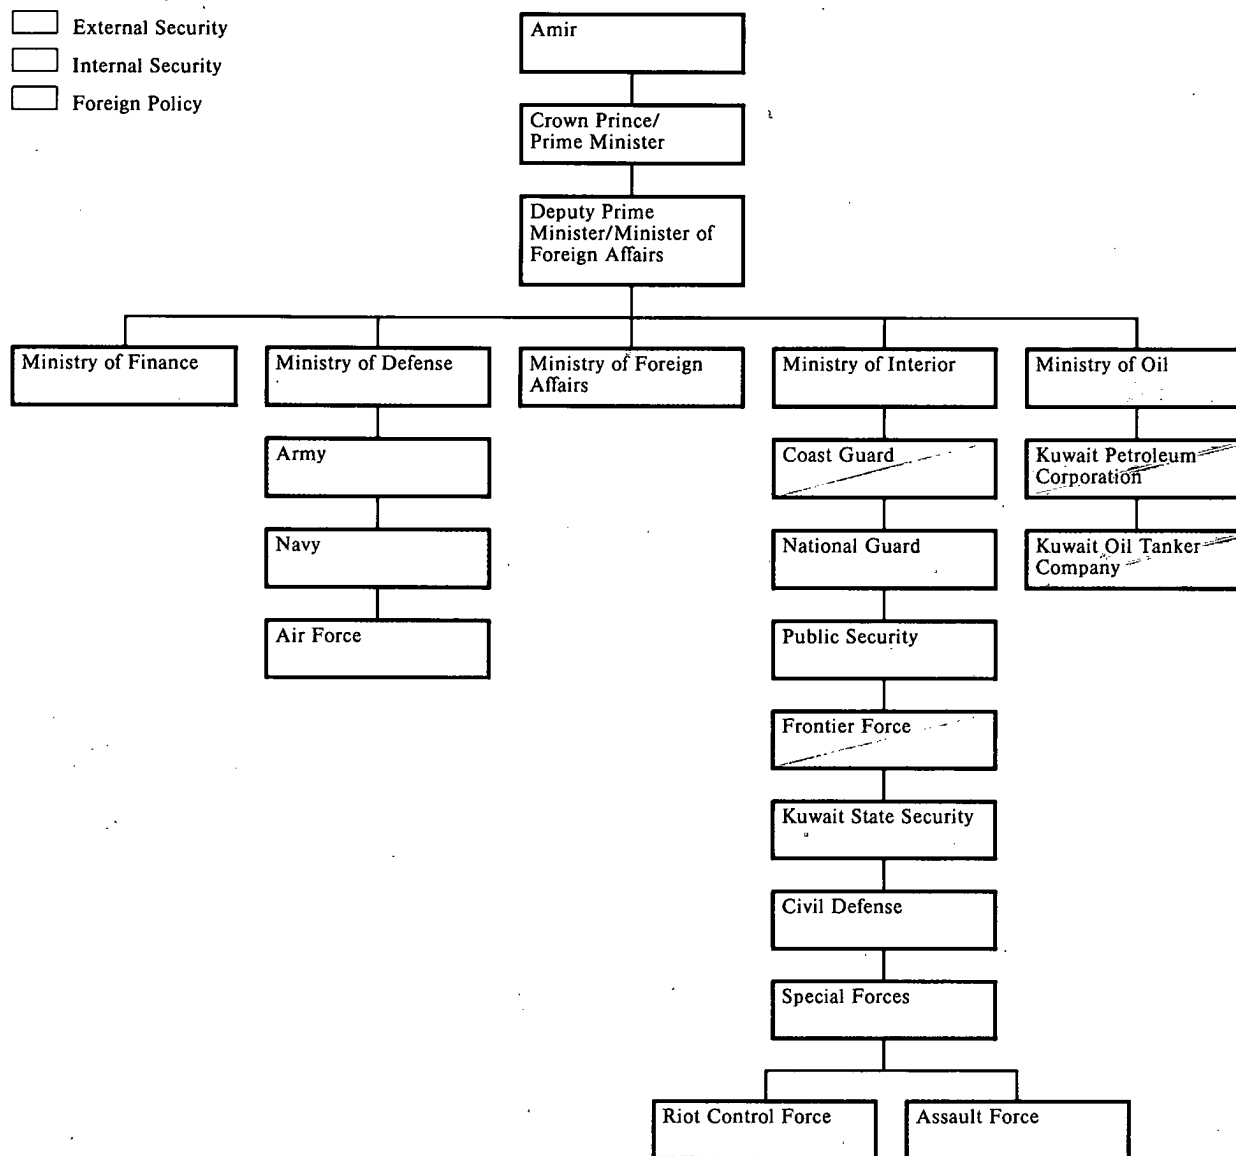 External Security
Internal Security
Foreign Policy
Amir
Crown Prince/
Prime Minister
Deputy Prime
Minister/Minister of
Foreign Affairs
Ministry of Finance
Ministry of Defense
Ministry of Foreign
Affairs
Ministry of Interior
Ministry of Oil
Army
Navy
Air Force
Coast Guard
National Guard
Public Security
Frontier Force
Kuwait State Security
Civil Defense
Special Forces
Riot Control Force
Assault Force
Kuwait Petroleum
Corporation
Kuwait Oil Tanker
Company